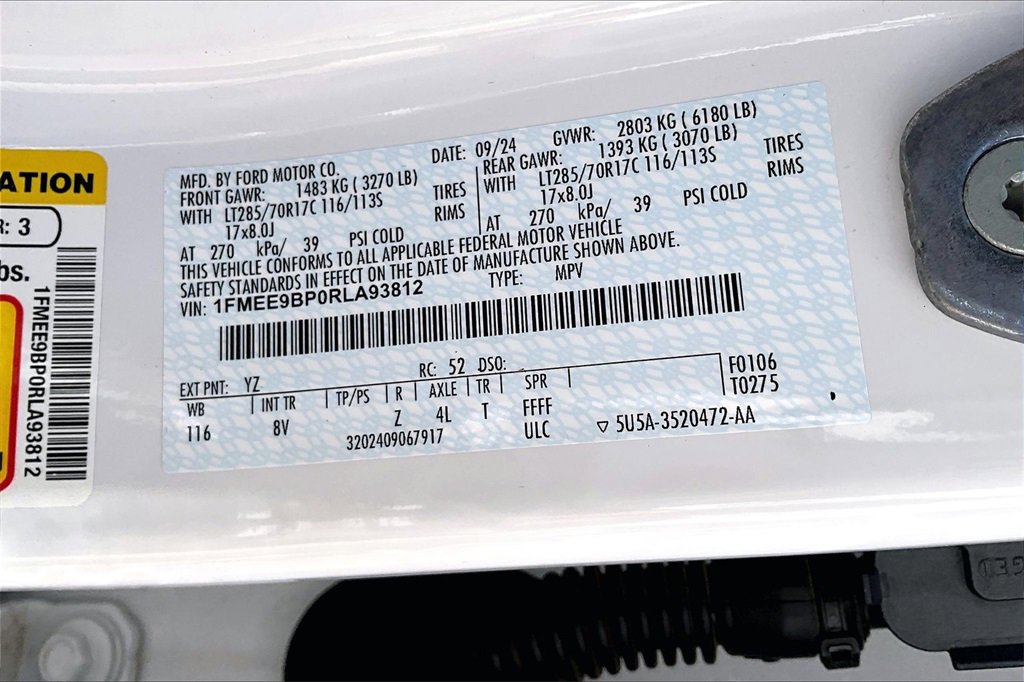 ATION
R: 3
bs.
1FMEE9BP0RLA93812
MFD. BY FORD MOTOR CO.
DATE: 09/24
GVWR: 2803 KG ( 6180 LB)
FRONT GAWR: 1483 KG ( 3270 LB)
WITH LT285/70R17C 116/113S TIRES
17x8.0J RIMS
AT 270 kPa/ 39 PSI COLD
REAR GAWR: 1393 KG ( 3070 LB)
WITH LT285/70R17C 116/113S TIRES
17x8.0J RIMS
AT 270 kPa/ 39 PSI COLD
THIS VEHICLE CONFORMS TO ALL APPLICABLE FEDERAL MOTOR VEHICLE
SAFETY STANDARDS IN EFFECT ON THE DATE OF MANUFACTURE SHOWN ABOVE.
VIN: 1FMEE9BP0RLA93812
TYPE: MPV
EXT PNT: YZ RC: 52 DSO:
WB INT TR TP/PS R AXLE TR SPR
116 8V Z 4L T FFFF
3202409067917 ULC
F0106
T0275
▽ 5U5A-3520472-AA